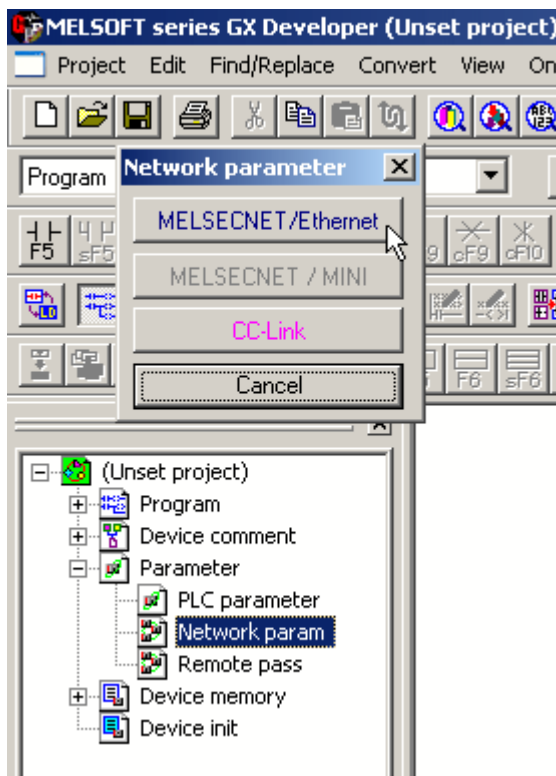 MELSOFT series GX Developer (Unset project)
Project Edit Find/Replace Convert View On
Program
Network parameter
MELSECNET/Ethernet
MELSECNET / MINI
CC-Link
Cancel
F5 sF5 cF9 cF10
F6 sF6
(Unset project)
Program
Device comment
Parameter
PLC parameter
Network param
Remote pass
Device memory
Device init